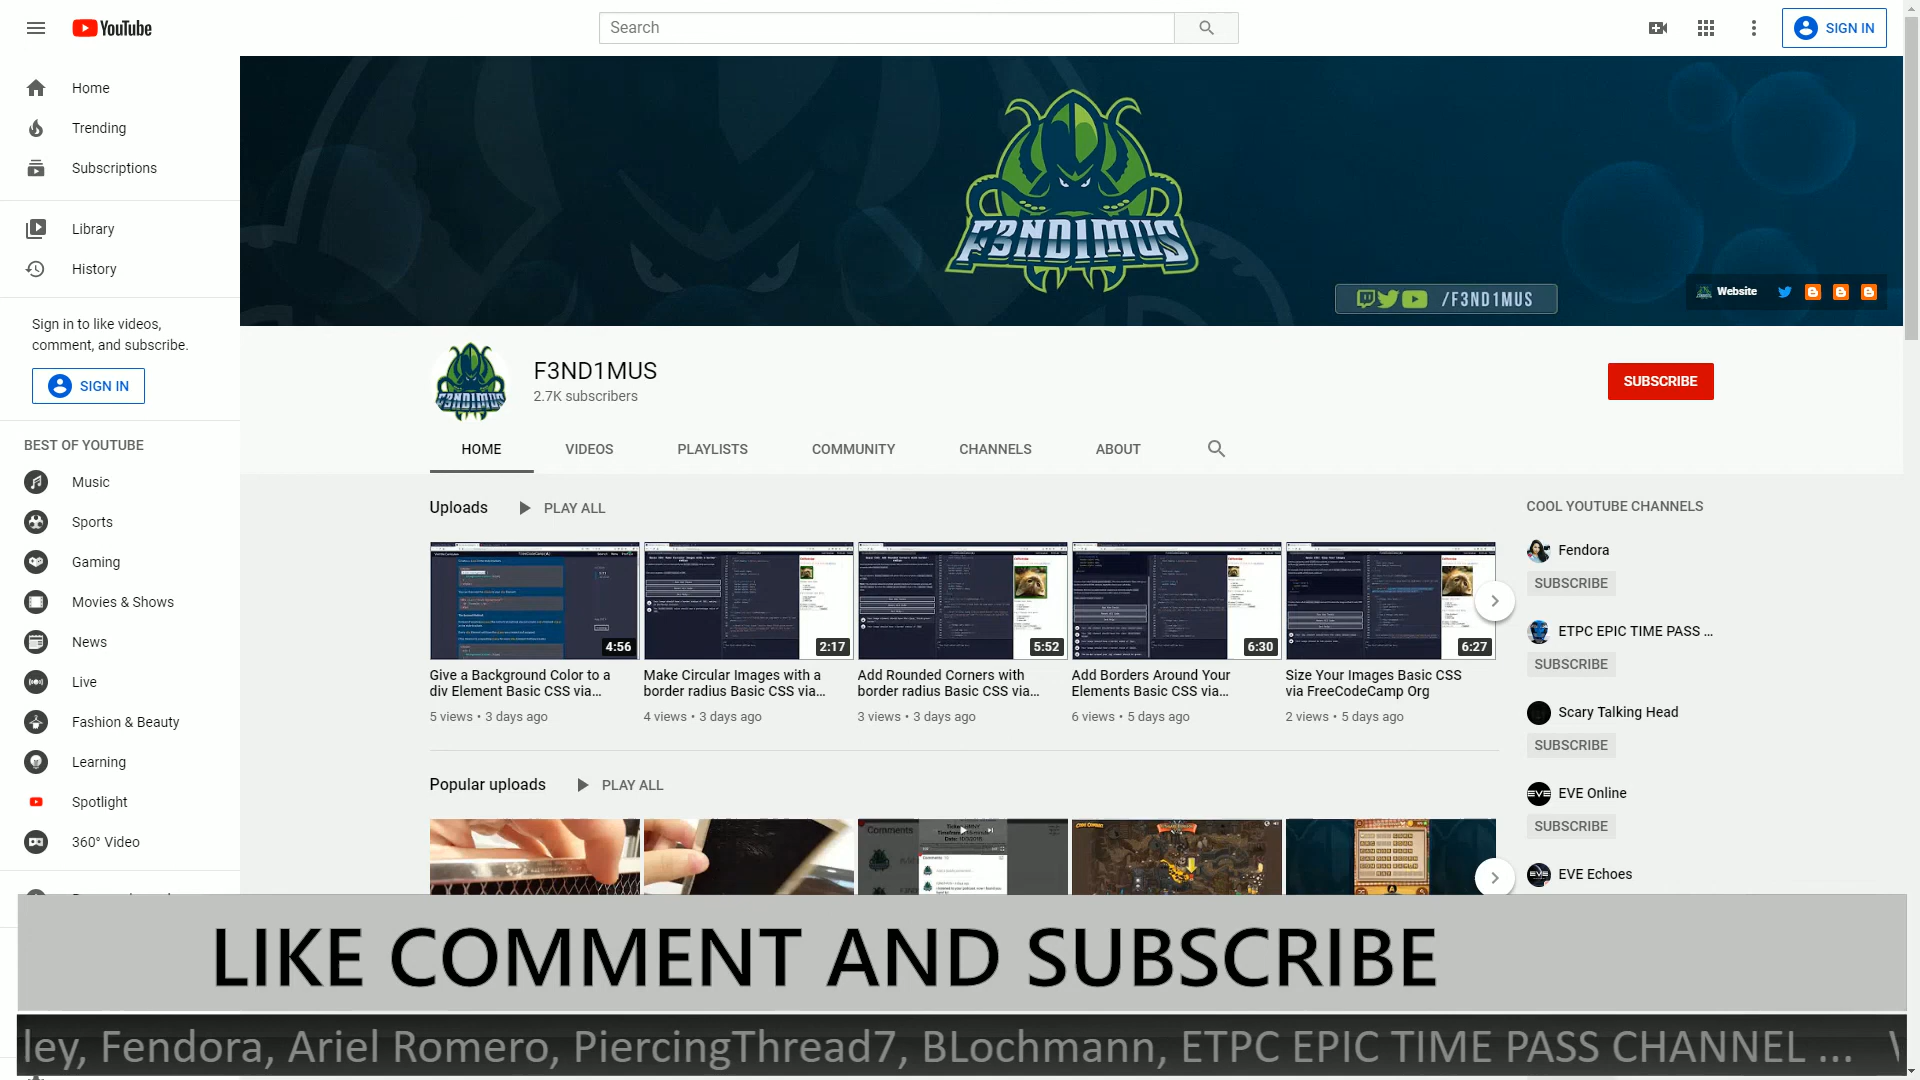 YouTube
Search
SIGN IN
Home
Trending
Subscriptions
Library
History
Sign in to like videos,
comment, and subscribe.
SIGN IN
BEST OF YOUTUBE
Music
Sports
Gaming
Movies & Shows
News
Live
Fashion & Beauty
Learning
Spotlight
360° Video
F3ND1MUS
/F3ND1MUS
Website
F3ND1MUS
2.7K subscribers
SUBSCRIBE
HOME
VIDEOS
PLAYLISTS
COMMUNITY
CHANNELS
ABOUT
Uploads
PLAY ALL
4:56
Give a Background Color to a
div Element Basic CSS via...
5 views • 3 days ago
2:17
Make Circular Images with a
border radius Basic CSS via...
4 views • 3 days ago
5:52
Add Rounded Corners with
border radius Basic CSS via...
3 views • 3 days ago
6:30
Add Borders Around Your
Elements Basic CSS via...
6 views • 5 days ago
6:27
Size Your Images Basic CSS
via FreeCodeCamp Org
2 views • 5 days ago
Popular uploads
PLAY ALL
Comments
COOL YOUTUBE CHANNELS
Fendora
SUBSCRIBE
ETPC EPIC TIME PASS ...
SUBSCRIBE
Scary Talking Head
SUBSCRIBE
EVE Online
SUBSCRIBE
EVE Echoes
LIKE COMMENT AND SUBSCRIBE
ley, Fendora, Ariel Romero, PiercingThread7, BLochmann, ETPC EPIC TIME PASS CHANNEL ...